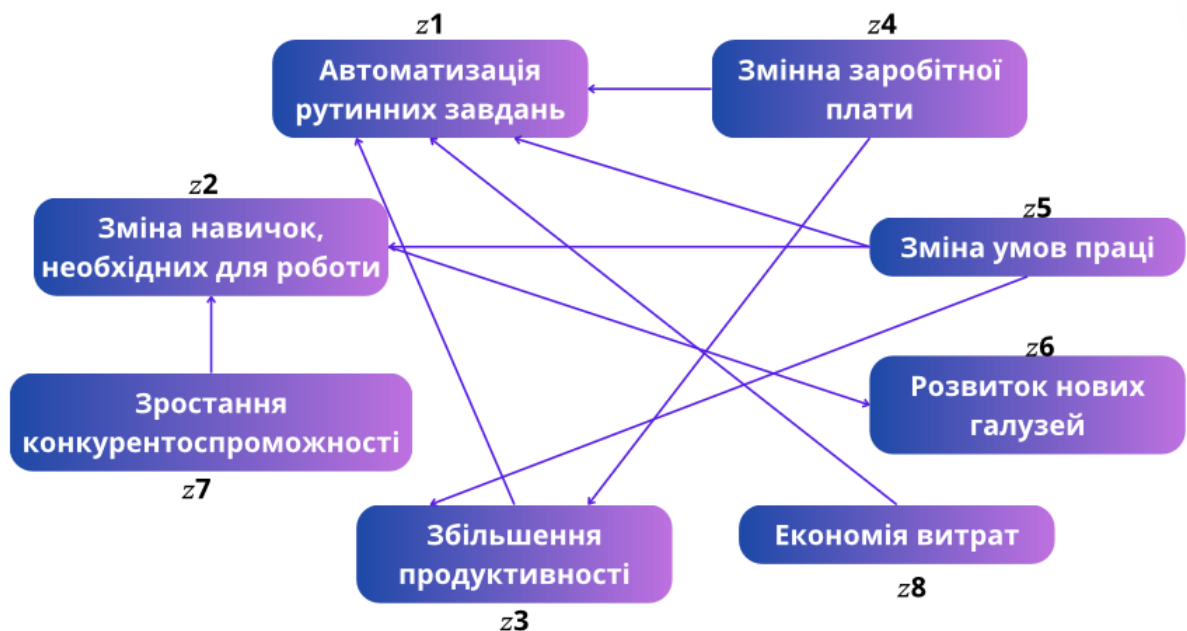 z1
Автоматизація
рутинних завдань
z4
Змінна заробітної
плати
z2
Зміна навичок,
необхідних для роботи
z5
Зміна умов праці
z6
Розвиток нових
галузей
Зростання
конкурентоспроможності
z7
Збільшення
продуктивності
z3
Економія витрат
z8